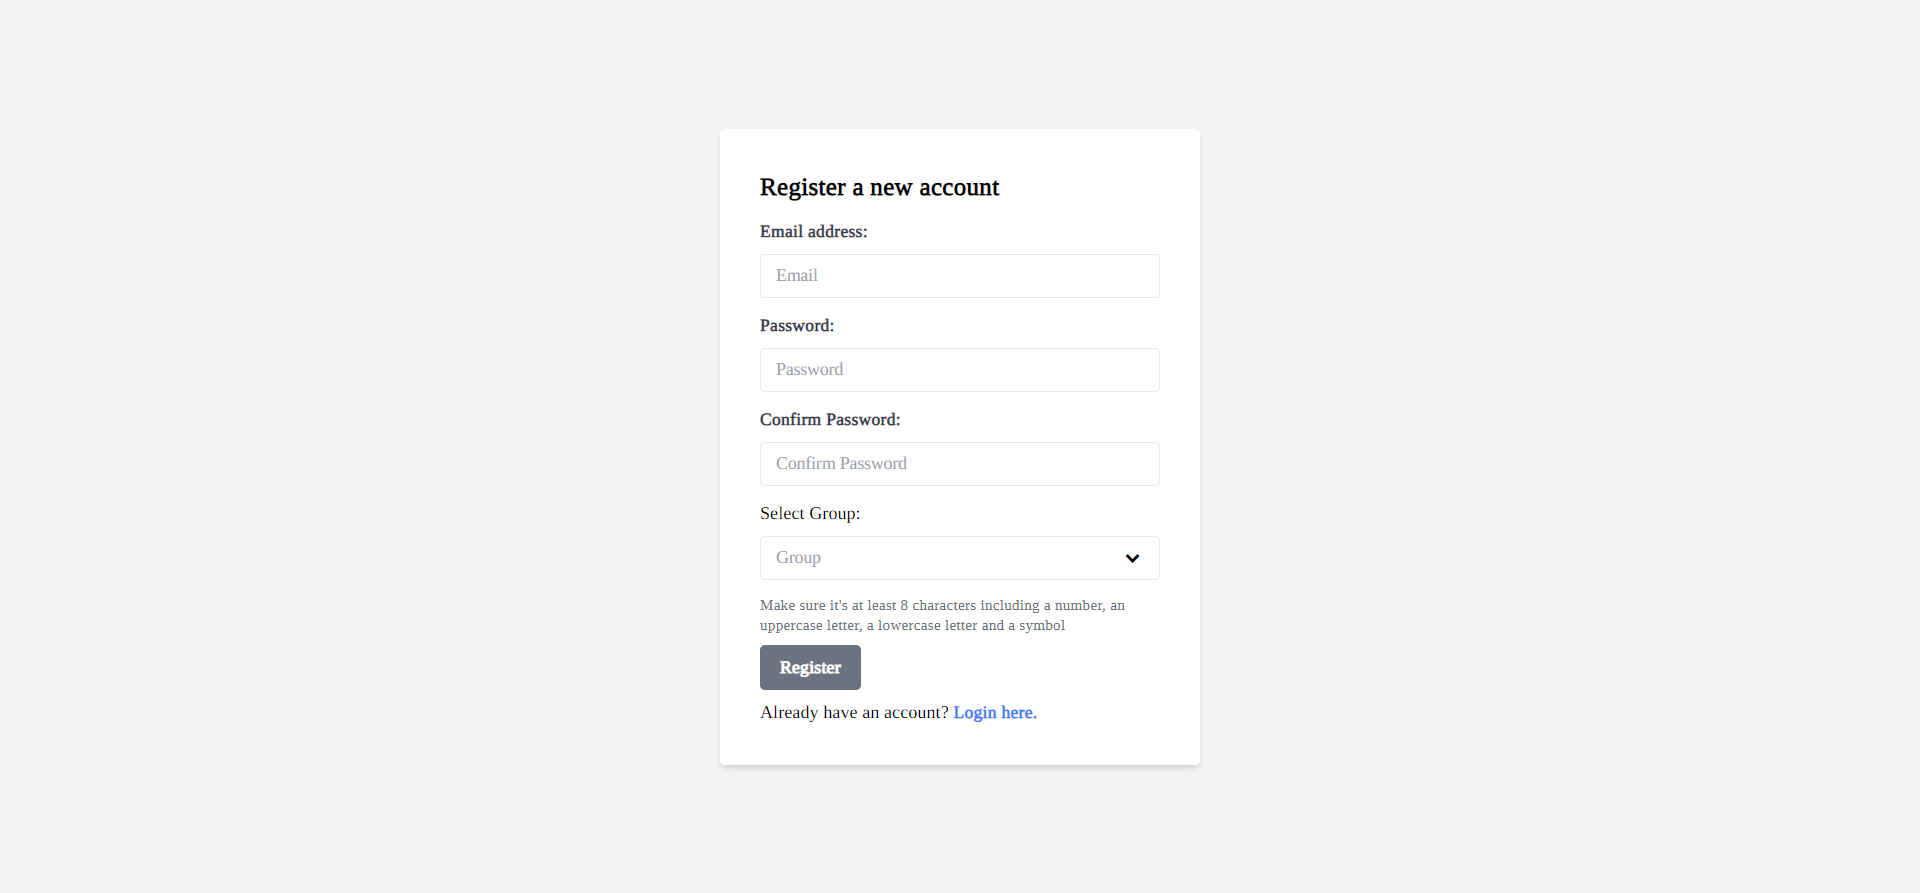 Register a new account
Email address:
Email
Password:
Password
Confirm Password:
Confirm Password
Select Group:
Group
Make sure it's at least 8 characters including a number, an
uppercase letter, a lowercase letter and a symbol
Register
Already have an account? Login here.